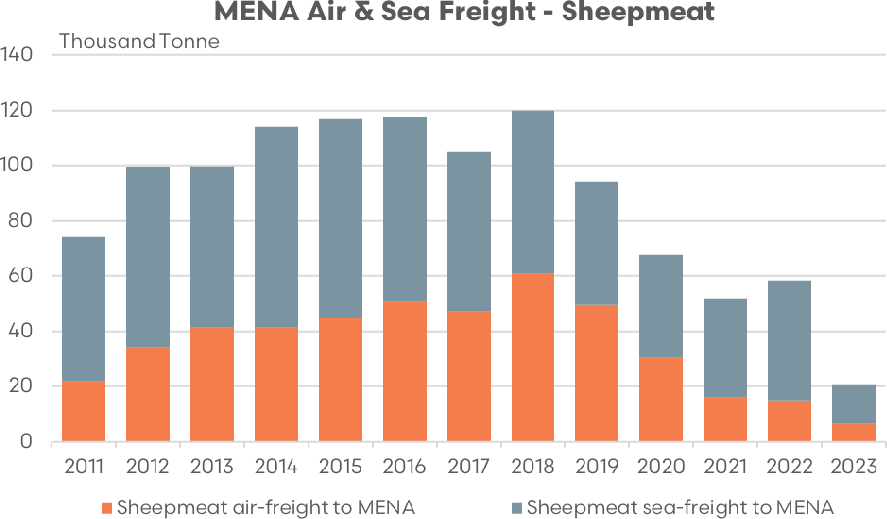 MENA Air & Sea Freight - Sheepmeat
Thousand Tonne
140
120
100
80
60
40
20
0
2011 2012 2013 2014 2015 2016 2017 2018 2019 2020 2021 2022 2023
Sheepmeat air-freight to MENA Sheepmeat sea-freight to MENA